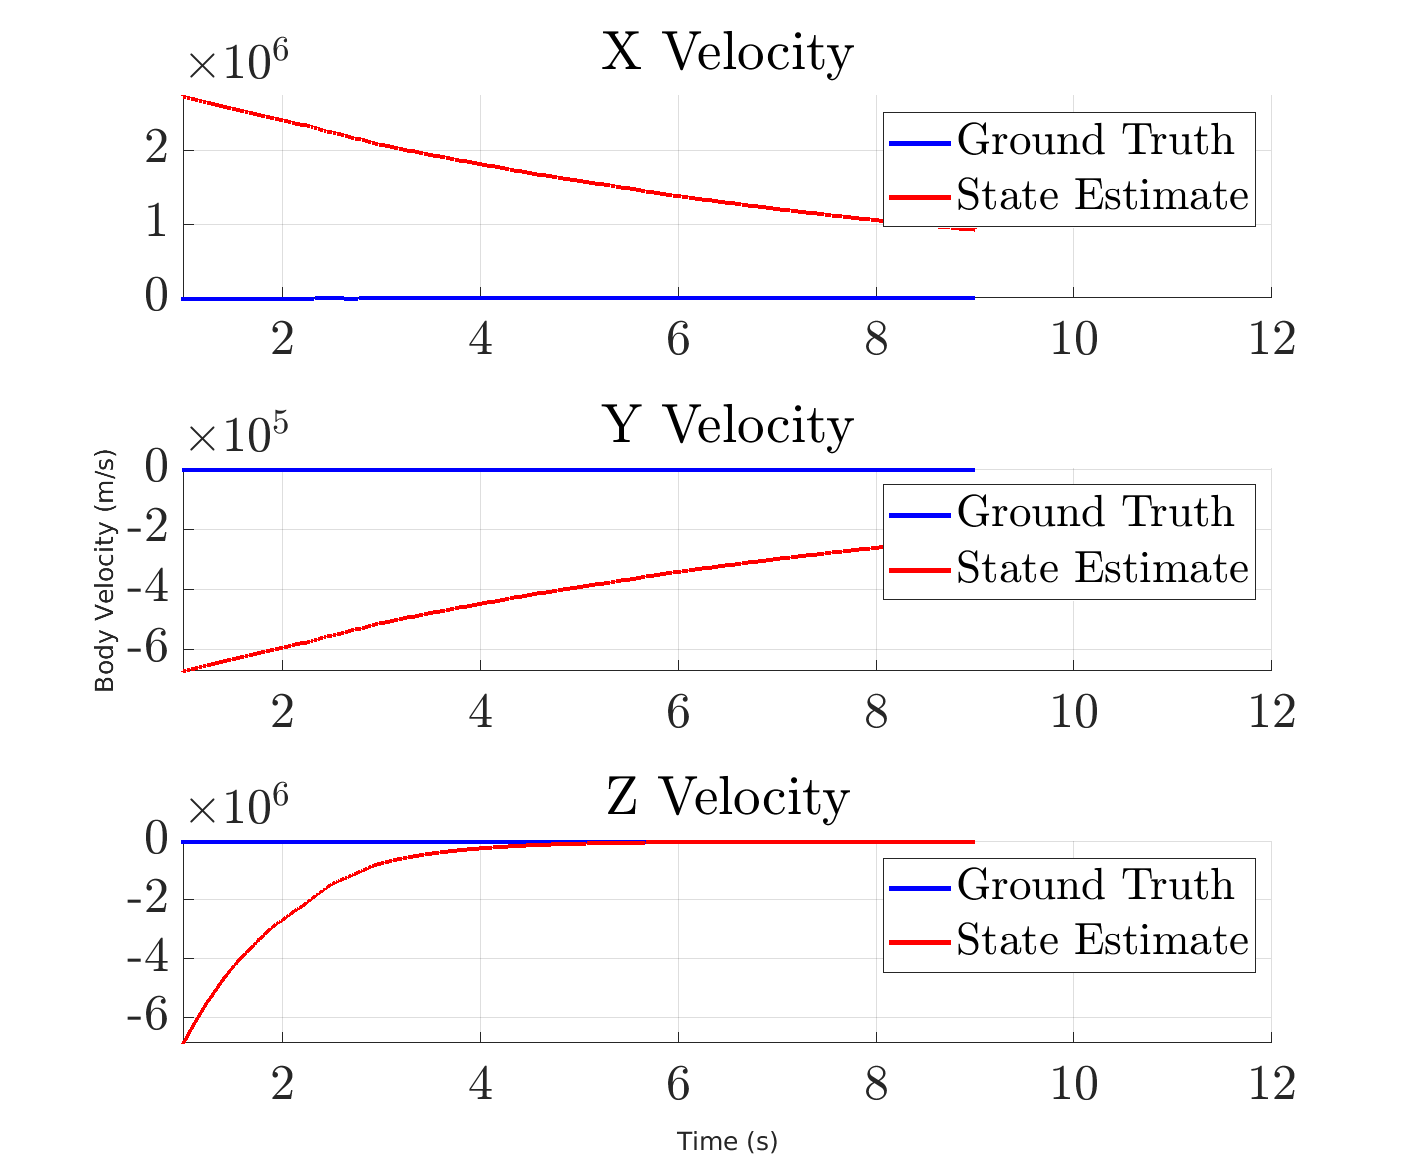 X Velocity
×10^6
2
1
0
2 4 6 8 10 12
Ground Truth
State Estimate
Y Velocity
×10^5
0
-2
-4
-6
2 4 6 8 10 12
Ground Truth
State Estimate
Body Velocity (m/s)
Z Velocity
×10^6
0
-2
-4
-6
2 4 6 8 10 12
Ground Truth
State Estimate
Time (s)